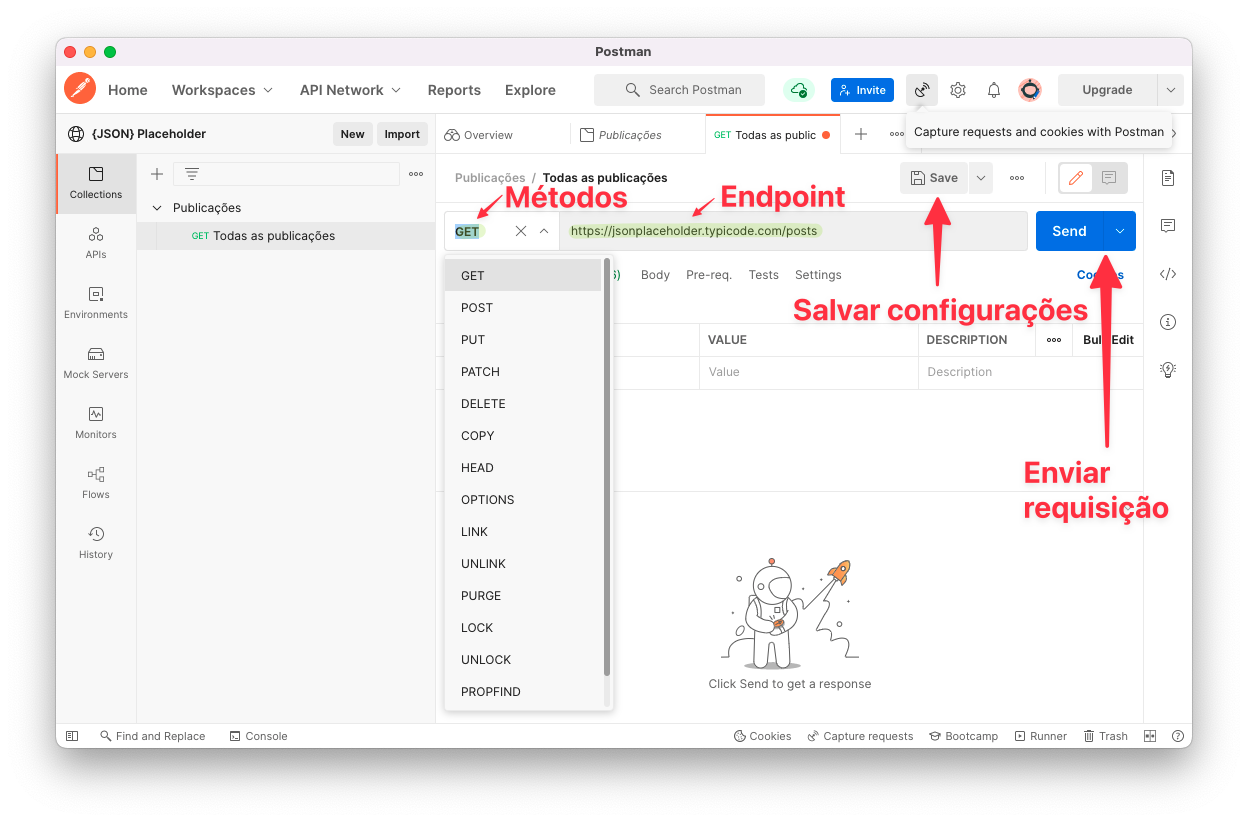 Postman
Home Workspaces API Network Reports Explore Search Postman Invite Upgrade
Capture requests and cookies with Postman
{JSON} Placeholder New Import
Overview Publicações GET Todas as public
Collections
APIs
Environments
Mock Servers
Monitors
Flows
History
Publicações
GET Todas as publicações
Publicações / Todas as publicações Save
Métodos Endpoint
GET https://jsonplaceholder.typicode.com/posts Send
Body Pre-req. Tests Settings Cookies
Salvar configurações
VALUE DESCRIPTION Bulk Edit
Value Description
GET
POST
PUT
PATCH
DELETE
COPY
HEAD
OPTIONS
LINK
UNLINK
PURGE
LOCK
UNLOCK
PROPFIND
Enviar
requisição
Click Send to get a response
Find and Replace Console Cookies Capture requests Bootcamp Runner Trash